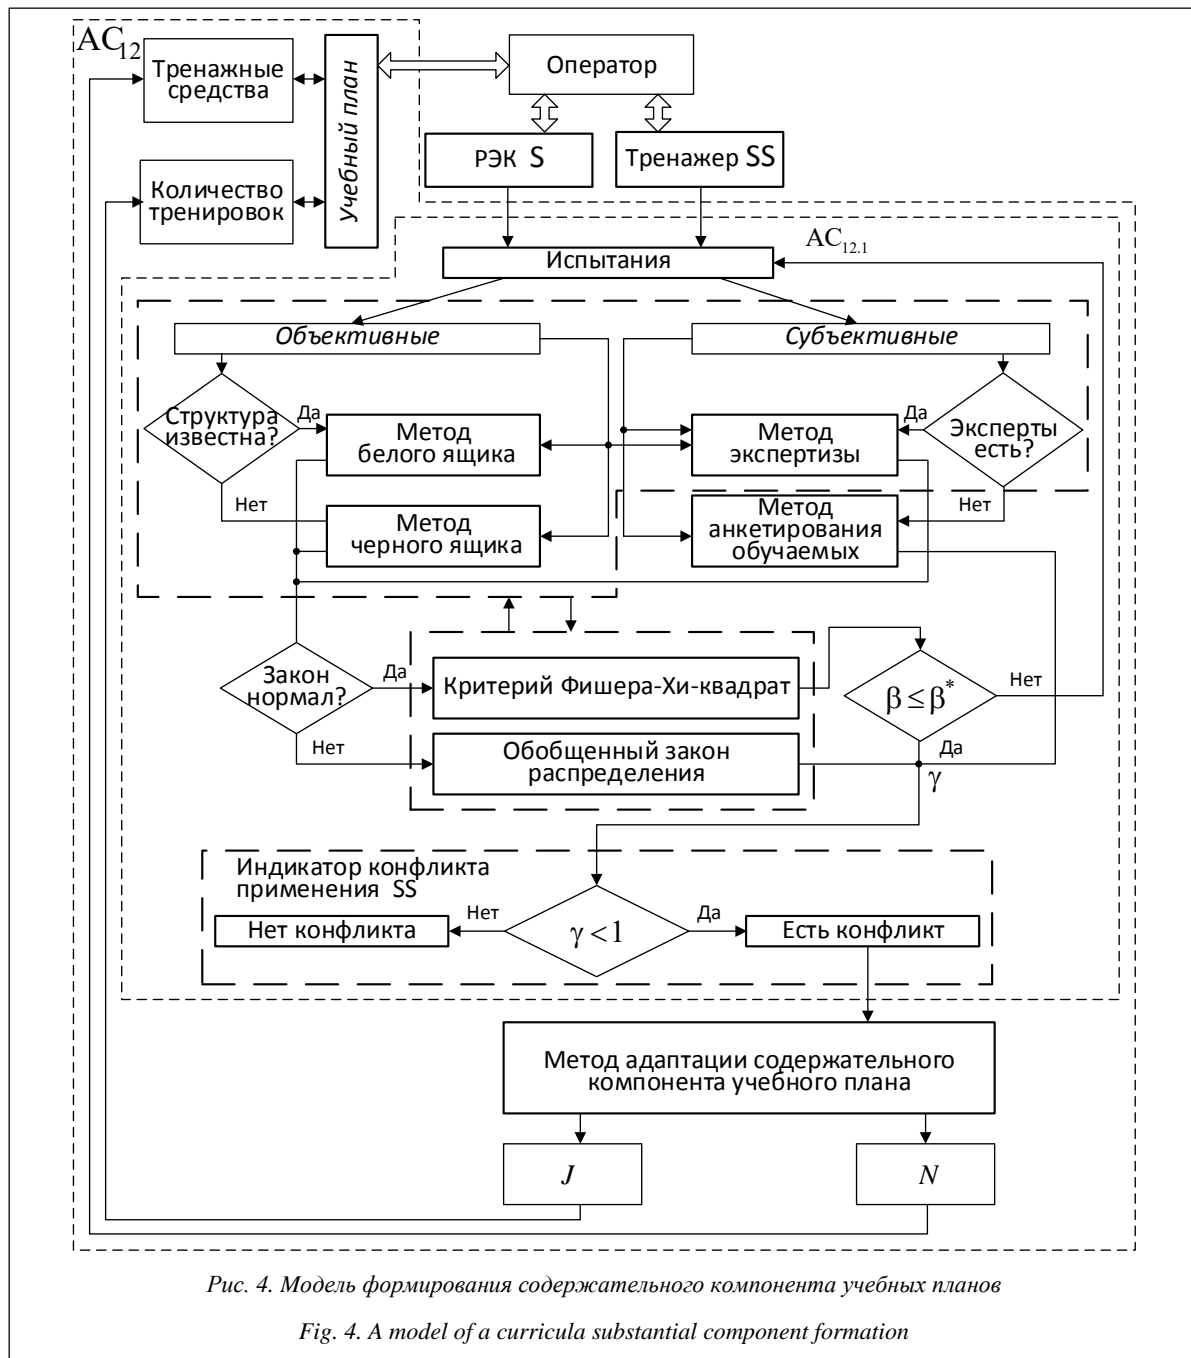 AC12
Тренажные
средства
Учебный план
Оператор
РЭК S
Тренажер SS
Количество
тренировок
AC12.1
Испытания
Объективные
Субъективные
Структура
известна?
Да
Метод
белого ящика
Метод
экспертизы
Да
Эксперты
есть?
Нет
Метод
черного ящика
Метод
анкетирования
обучаемых
Нет
Закон
нормал?
Да
Критерий Фишера-Хи-квадрат
β ≤ β*
Нет
Нет
Обобщенный закон
распределения
Да
γ
Индикатор конфликта
применения SS
Нет конфликта
Нет
γ < 1
Да
Есть конфликт
Метод адаптации содержательного
компонента учебного плана
J
N
Рис. 4. Модель формирования содержательного компонента учебных планов
Fig. 4. A model of a curricula substantial component formation